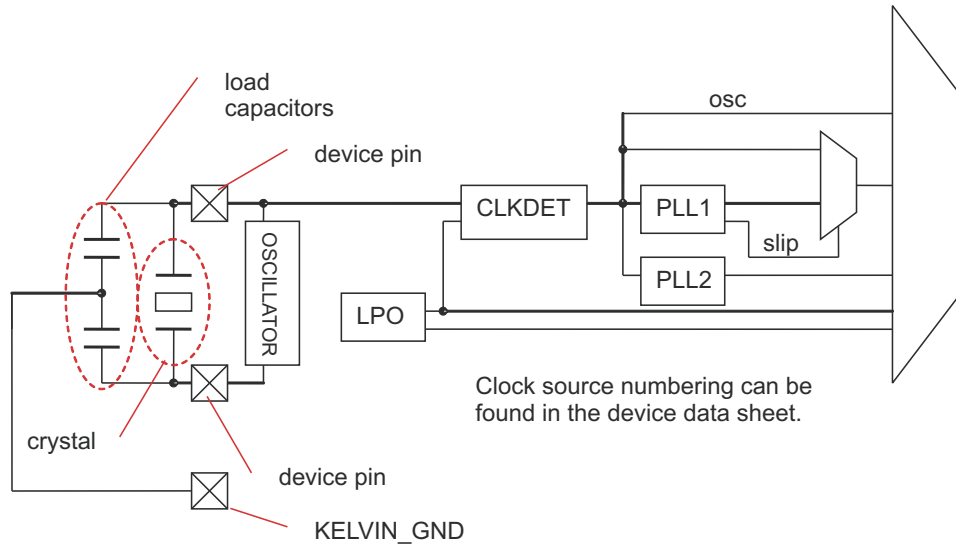 load
capacitors
osc
device pin
CLKDET
PLL1
OSCILLATOR
slip
PLL2
LPO
Clock source numbering can be
found in the device data sheet.
crystal
device pin
KELVIN_GND